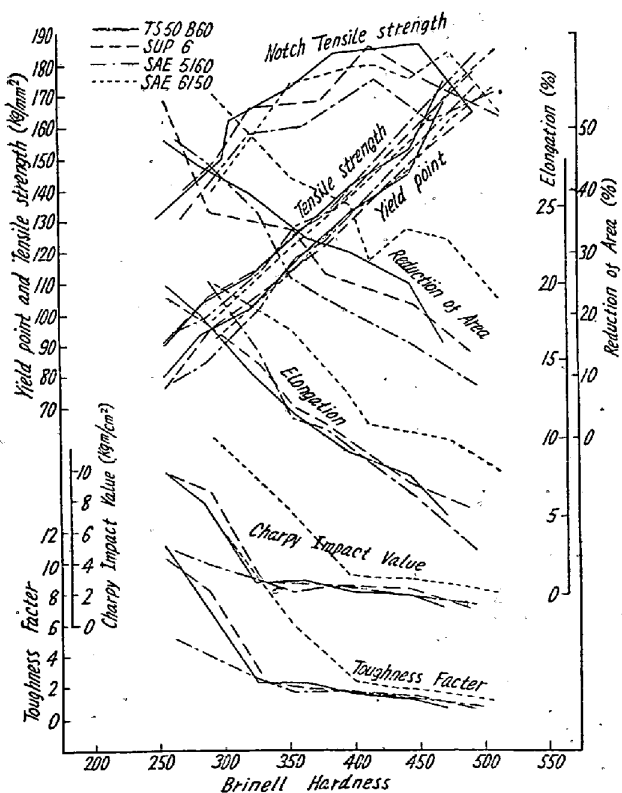 TS50 B60
SUP 6
SAE 5160
SAE 6150
Notch Tensile strength
Tensile strength
Yield point
Reduction of Area
Elongation
Charpy Impact Value
Toughness Facter
Yield point and Tensile strength (kg/mm²)
190
180
170
160
150
140
130
120
110
100
90
80
70
Charpy Impact Value (kgm/cm²)
10
8
6
4
2
0
Toughness Facter
12
10
8
6
4
2
0
Elongation (%)
25
20
15
10
5
0
Reduction of Area (%)
50
40
30
20
10
0
200 250 300 350 400 450 500 550
Brinell Hardness